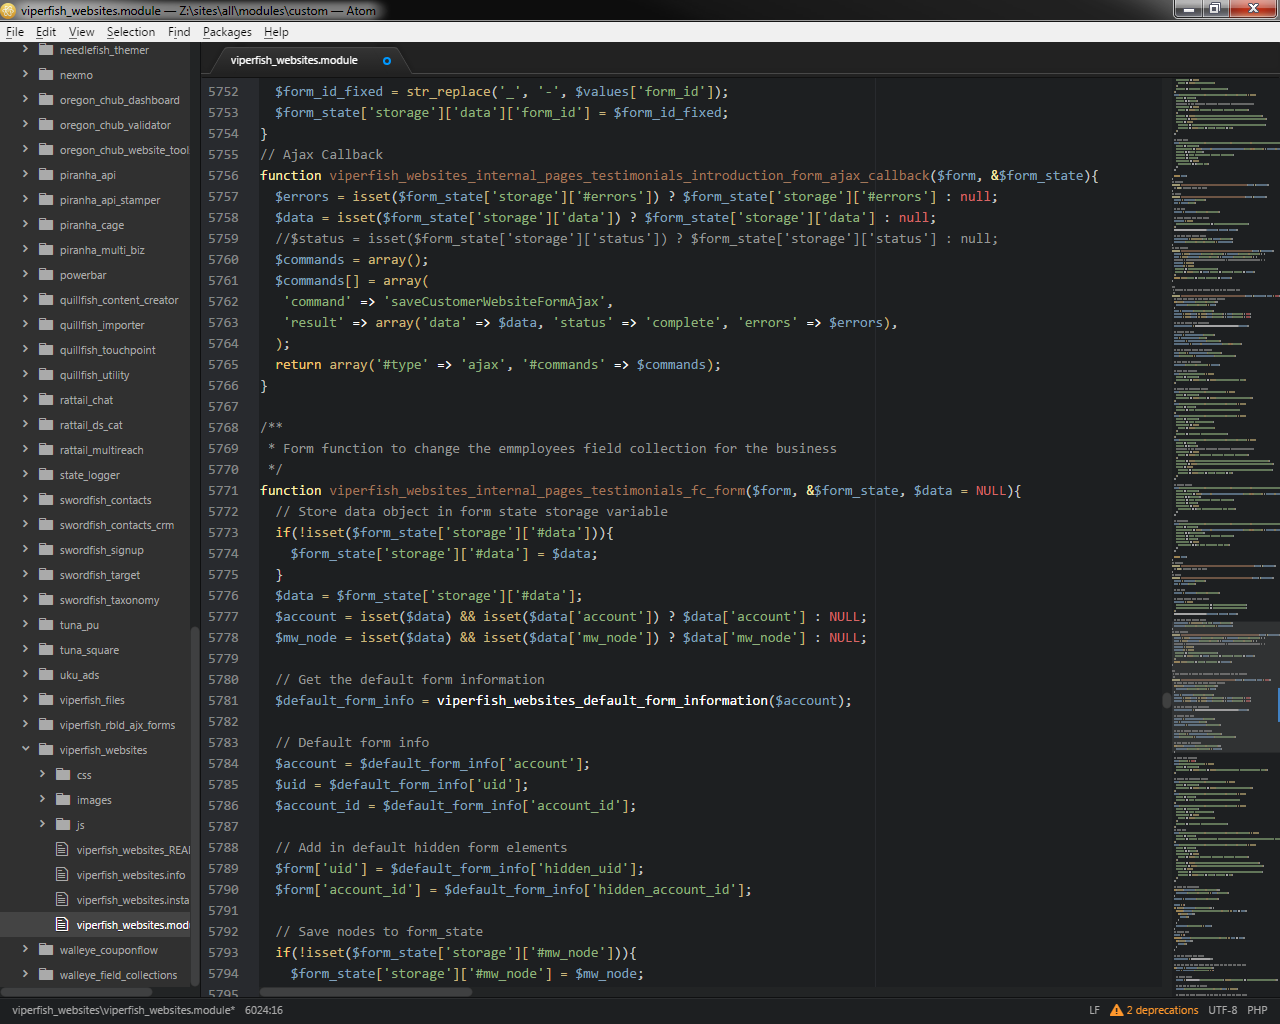 viperfish_websites.module — Z:\sites\all\modules\custom — Atom
File Edit View Selection Find Packages Help
needlefish_themer
nexmo
oregon_chub_dashboard
oregon_chub_validator
oregon_chub_website_tool
piranha_api
piranha_api_stamper
piranha_cage
piranha_multi_biz
powerbar
quillfish_content_creator
quillfish_importer
quillfish_touchpoint
quillfish_utility
rattail_chat
rattail_ds_cat
rattail_multireach
state_logger
swordfish_contacts
swordfish_contacts_crm
swordfish_signup
swordfish_target
swordfish_taxonomy
tuna_pu
tuna_square
uku_ads
viperfish_files
viperfish_rbld_ajx_forms
viperfish_websites
css
images
js
viperfish_websites_REA
viperfish_websites.info
viperfish_websites.insta
viperfish_websites.modu
walleye_couponflow
walleye_field_collections
viperfish_websites.module
5752   $form_id_fixed = str_replace('_', '-', $values['form_id']);
5753   $form_state['storage']['data']['form_id'] = $form_id_fixed;
5754 }
5755 // Ajax Callback
5756 function viperfish_websites_internal_pages_testimonials_introduction_form_ajax_callback($form, &$form_state){
5757   $errors = isset($form_state['storage']['#errors']) ? $form_state['storage']['#errors'] : null;
5758   $data = isset($form_state['storage']['data']) ? $form_state['storage']['data'] : null;
5759   //$status = isset($form_state['storage']['status']) ? $form_state['storage']['status'] : null;
5760   $commands = array();
5761   $commands[] = array(
5762    'command' => 'saveCustomerWebsiteFormAjax',
5763    'result' => array('data' => $data, 'status' => 'complete', 'errors' => $errors),
5764   );
5765   return array('#type' => 'ajax', '#commands' => $commands);
5766 }
5767
5768 /**
5769  * Form function to change the emmployees field collection for the business
5770  */
5771 function viperfish_websites_internal_pages_testimonials_fc_form($form, &$form_state, $data = NULL){
5772   // Store data object in form state storage variable
5773   if(!isset($form_state['storage']['#data'])){
5774     $form_state['storage']['#data'] = $data;
5775   }
5776   $data = $form_state['storage']['#data'];
5777   $account = isset($data) && isset($data['account']) ? $data['account'] : NULL;
5778   $mw_node = isset($data) && isset($data['mw_node']) ? $data['mw_node'] : NULL;
5779
5780   // Get the default form information
5781   $default_form_info = viperfish_websites_default_form_information($account);
5782
5783   // Default form info
5784   $account = $default_form_info['account'];
5785   $uid = $default_form_info['uid'];
5786   $account_id = $default_form_info['account_id'];
5787
5788   // Add in default hidden form elements
5789   $form['uid'] = $default_form_info['hidden_uid'];
5790   $form['account_id'] = $default_form_info['hidden_account_id'];
5791
5792   // Save nodes to form_state
5793   if(!isset($form_state['storage']['#mw_node'])){
5794     $form_state['storage']['#mw_node'] = $mw_node;
5795
viperfish_websites\viperfish_websites.module* 6024:16 LF 2 deprecations UTF-8 PHP